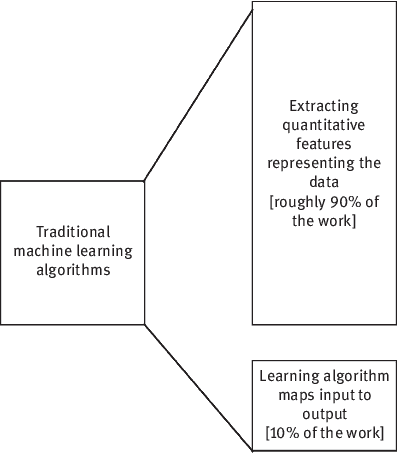 Traditional
machine learning
algorithms
Extracting
quantitative
features
representing the
data
[roughly 90% of
the work]
Learning algorithm
maps input to
output
[10% of the work]